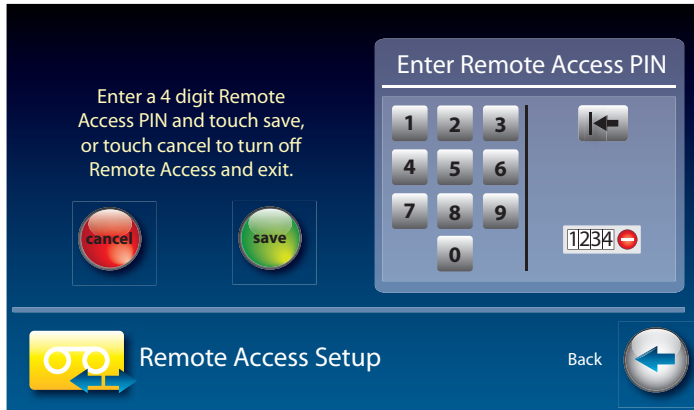 Enter a 4 digit Remote
Access PIN and touch save,
or touch cancel to turn off
Remote Access and exit.
cancel
save
Enter Remote Access PIN
1 2 3
4 5 6
7 8 9
0
1234
Remote Access Setup
Back